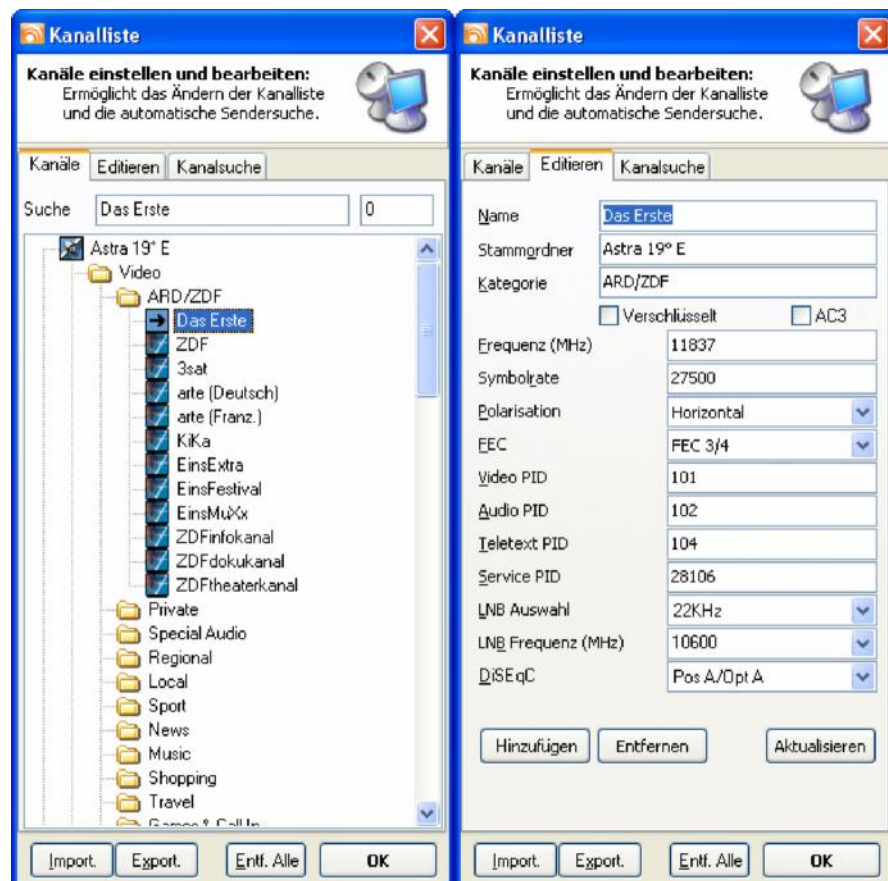 Kanalliste
Kanäle einstellen und bearbeiten:
Ermöglicht das Ändern der Kanalliste
und die automatische Sendersuche.
Kanäle Editieren Kanalsuche
Suche Das Erste 0
Astra 19° E
Video
ARD/ZDF
Das Erste
ZDF
3sat
arte (Deutsch)
arte (Franz.)
KiKa
EinsExtra
EinsFestival
EinsMuXx
ZDFinfokanal
ZDFdokukanal
ZDFtheaterkanal
Private
Special Audio
Regional
Local
Sport
News
Music
Shopping
Travel
Games & Call In
Import. Export. Entf. Alle OK
Kanalliste
Kanäle einstellen und bearbeiten:
Ermöglicht das Ändern der Kanalliste
und die automatische Sendersuche.
Kanäle Editieren Kanalsuche
Name Das Erste
Stammordner Astra 19° E
Kategorie ARD/ZDF
Verschlüsselt AC3
Frequenz (MHz) 11837
Symbolrate 27500
Polarisation Horizontal
FEC FEC 3/4
Video PID 101
Audio PID 102
Teletext PID 104
Service PID 28106
LNB Auswahl 22KHz
LNB Frequenz (MHz) 10600
DiSEqC Pos A/Opt A
Hinzufügen Entfernen Aktualisieren
Import. Export. Entf. Alle OK